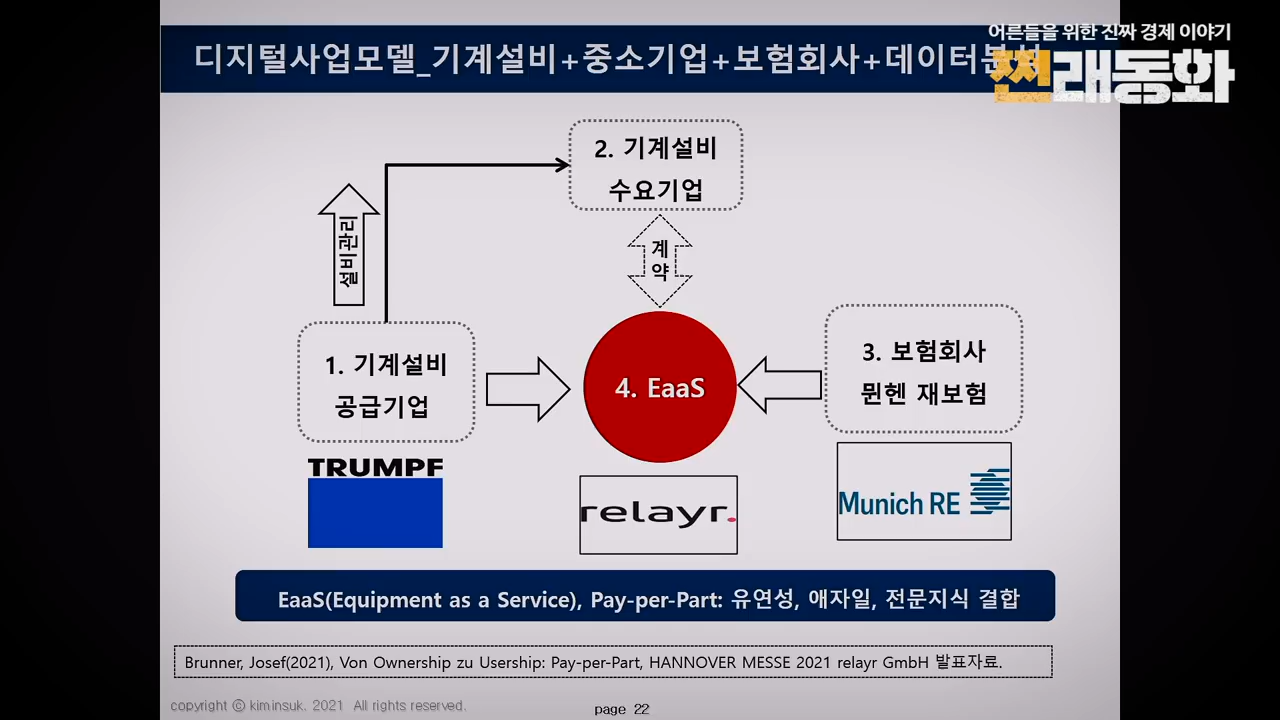 어른들을 위한 진짜 경제 이야기
찐래동화
디지털사업모델_기계설비+중소기업+보험회사+데이터분석
2. 기계설비
수요기업
설비관리
계
약
1. 기계설비
공급기업
4. EaaS
3. 보험회사
뮌헨 재보험
TRUMPF
relayr.
Munich RE
EaaS(Equipment as a Service), Pay-per-Part: 유연성, 애자일, 전문지식 결합
Brunner, Josef(2021), Von Ownership zu Usership: Pay-per-Part, HANNOVER MESSE 2021 relayr GmbH 발표자료.
copyright ⓒ kiminsuk. 2021 All rights reserved.
page 22